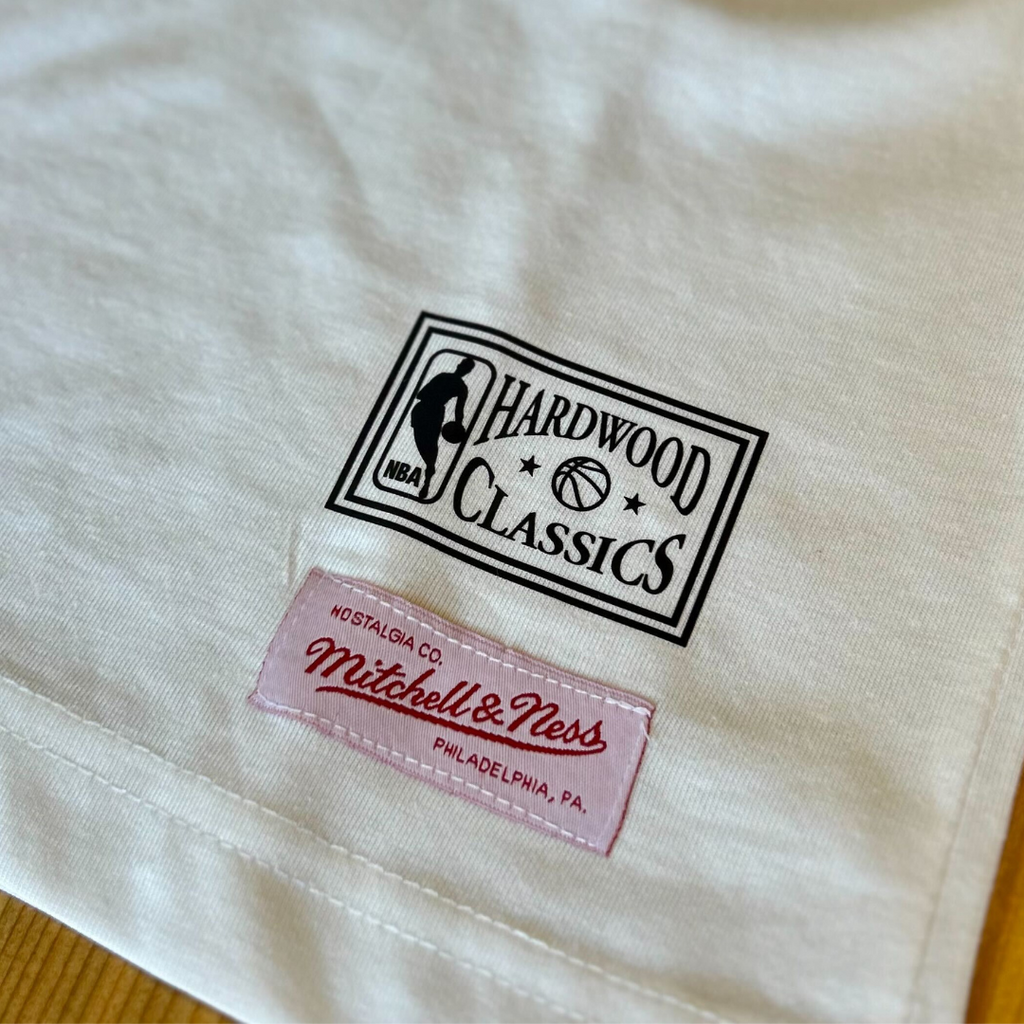 HARDWOOD
CLASSICS
NBA
NOSTALGIA CO.
Mitchell & Ness
PHILADELPHIA, PA.